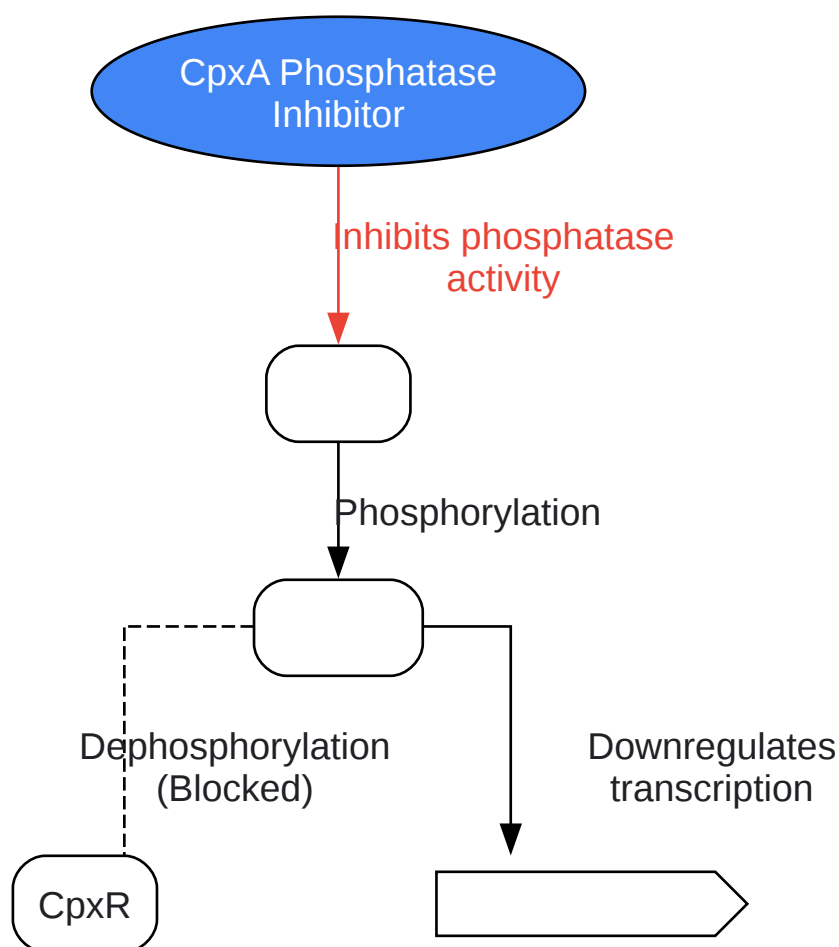 CpxA Phosphatase
Inhibitor
Inhibits phosphatase
activity
Phosphorylation
Dephosphorylation
(Blocked)
Downregulates
transcription
CpxR